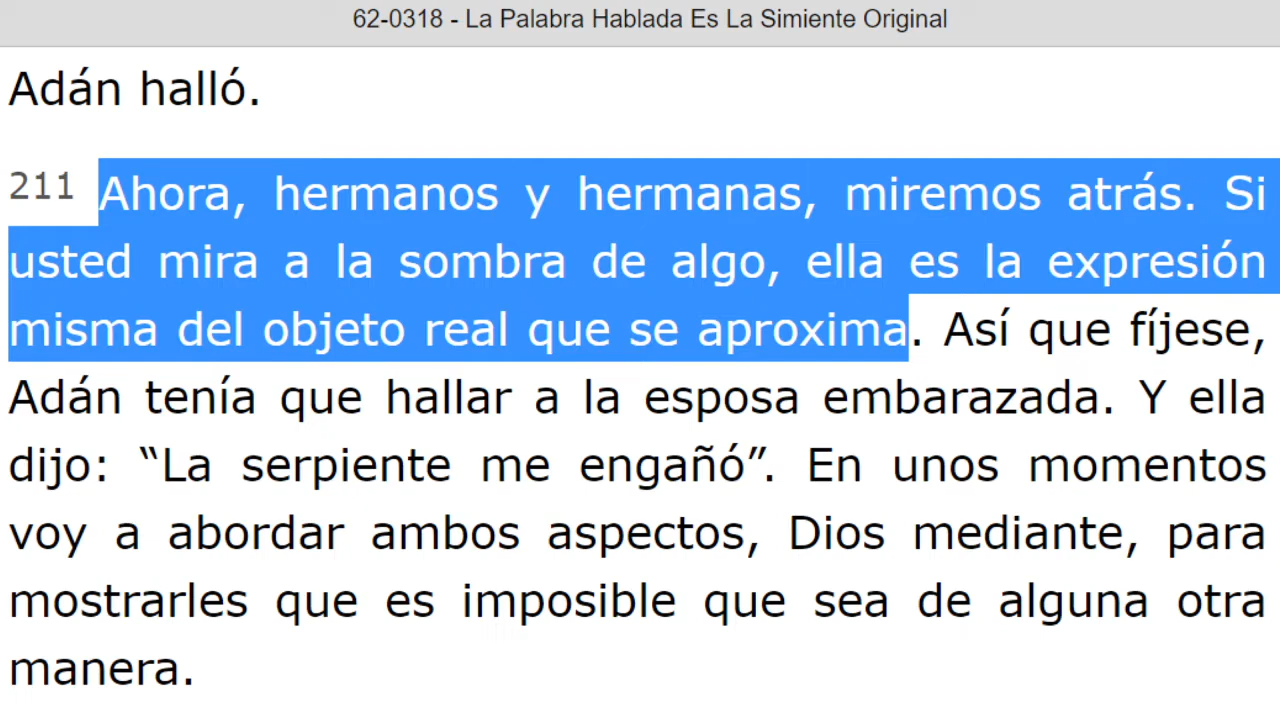 62-0318 - La Palabra Hablada Es La Simiente Original
Adán halló.
211 Ahora, hermanos y hermanas, miremos atrás. Si
usted mira a la sombra de algo, ella es la expresión
misma del objeto real que se aproxima. Así que fíjese,
Adán tenía que hallar a la esposa embarazada. Y ella
dijo: “La serpiente me engañó”. En unos momentos
voy a abordar ambos aspectos, Dios mediante, para
mostrarles que es imposible que sea de alguna otra
manera.